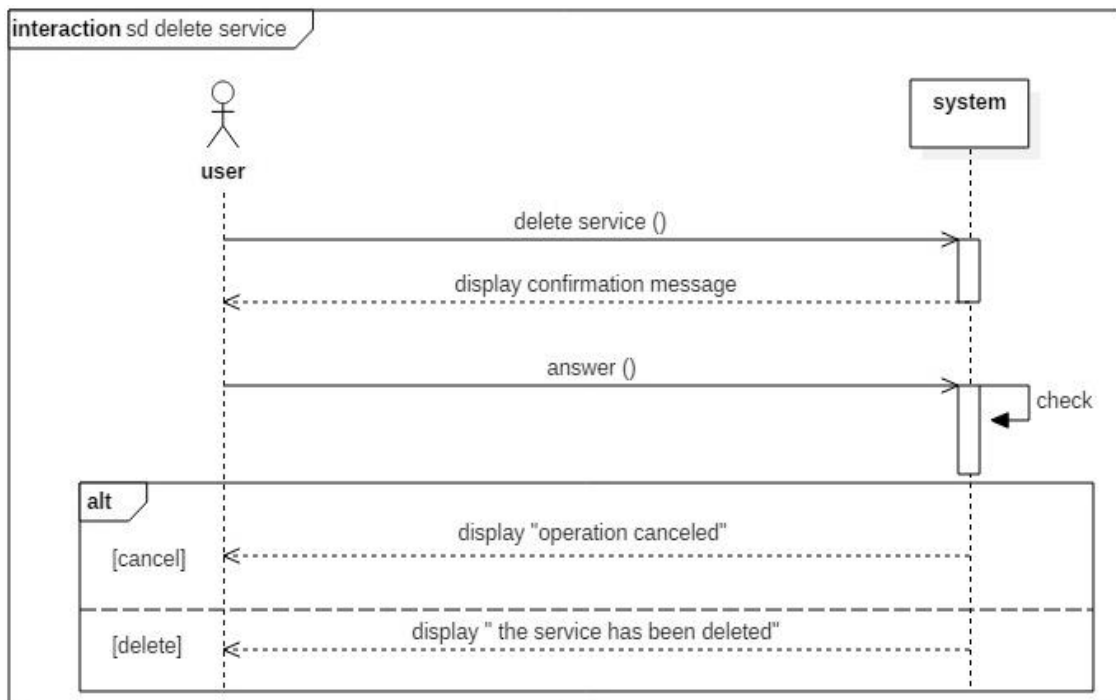 interaction sd delete service
system
user
delete service ()
display confirmation message
answer ()
check
alt
display "operation canceled"
[cancel]
display " the service has been deleted"
[delete]